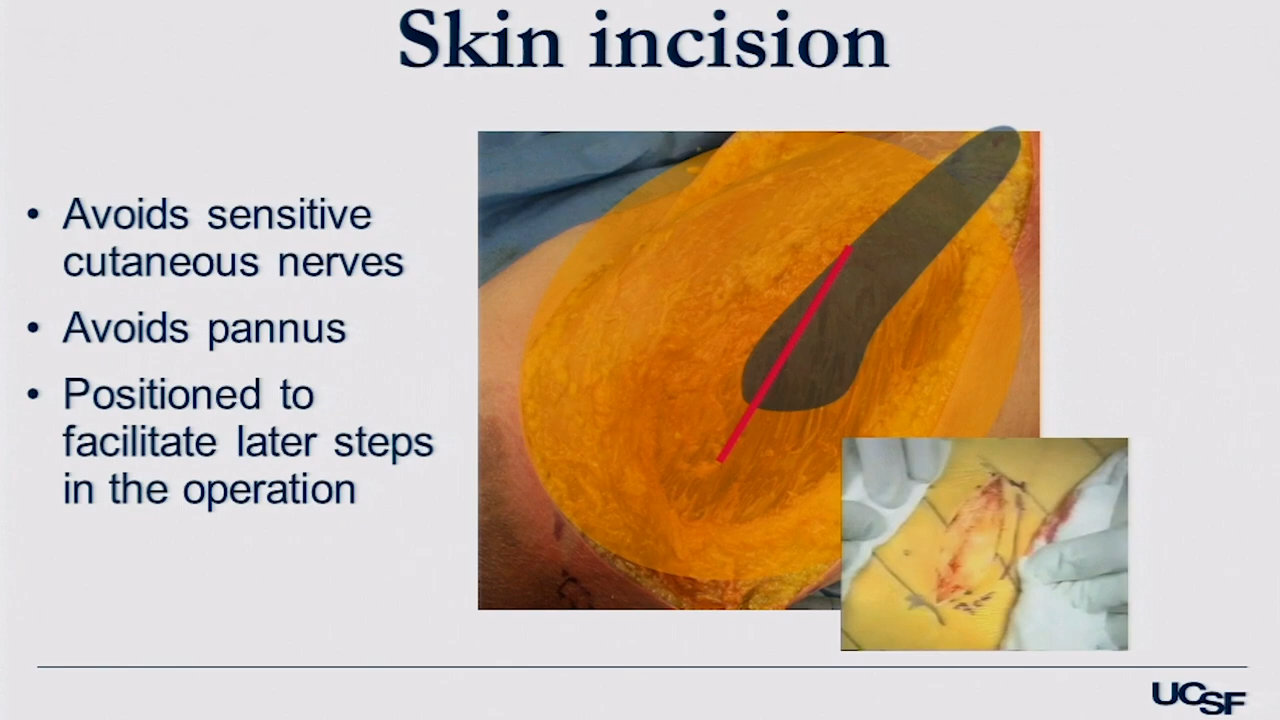 Skin incision
• Avoids sensitive
cutaneous nerves
• Avoids pannus
• Positioned to
facilitate later steps
in the operation
UCSF